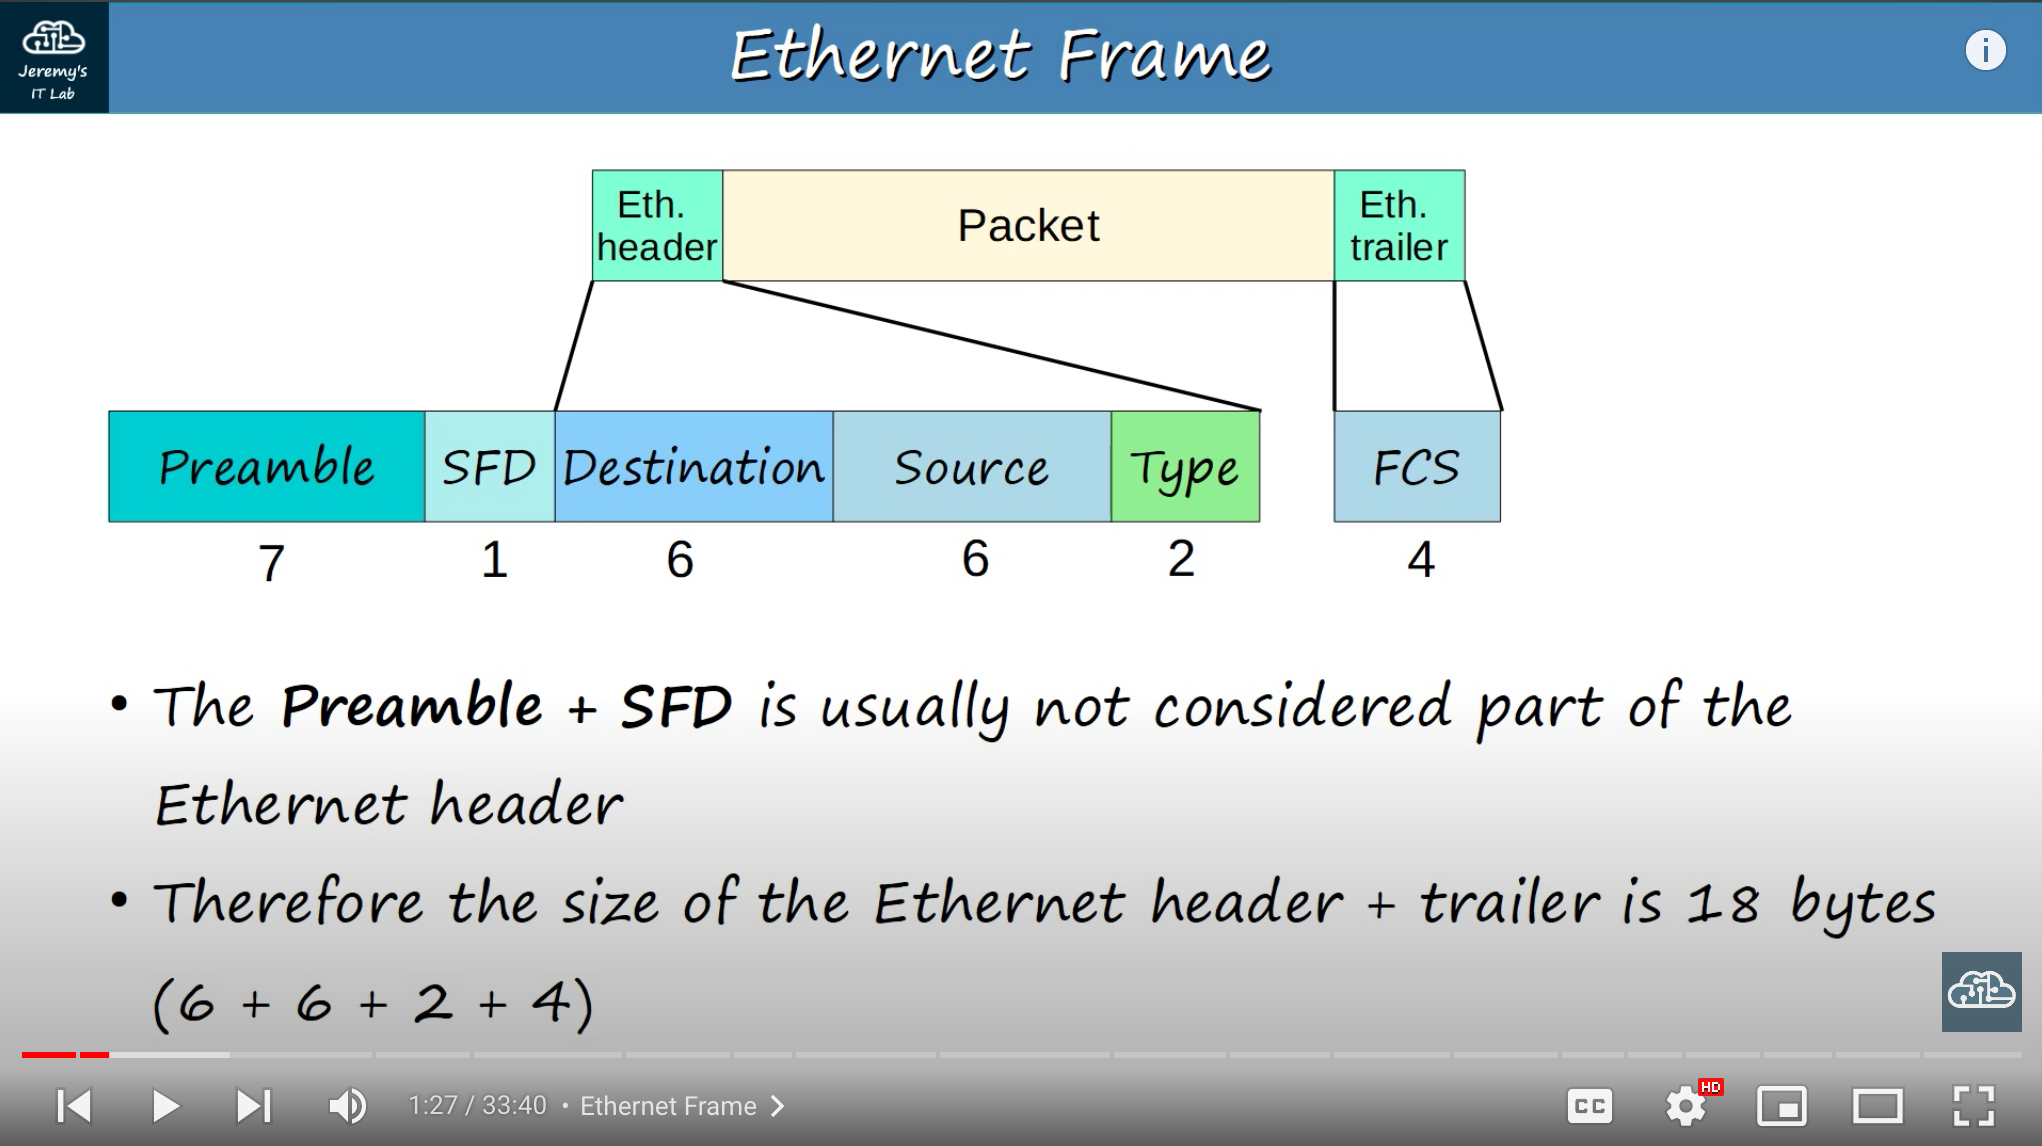 Jeremy's
IT Lab
Ethernet Frame
Eth.
header
Packet
Eth.
trailer
Preamble
SFD
Destination
Source
Type
FCS
7
1
6
6
2
4
• The Preamble + SFD is usually not considered part of the
Ethernet header
• Therefore the size of the Ethernet header + trailer is 18 bytes
(6 + 6 + 2 + 4)
1:27 / 33:40 • Ethernet Frame
CC
HD